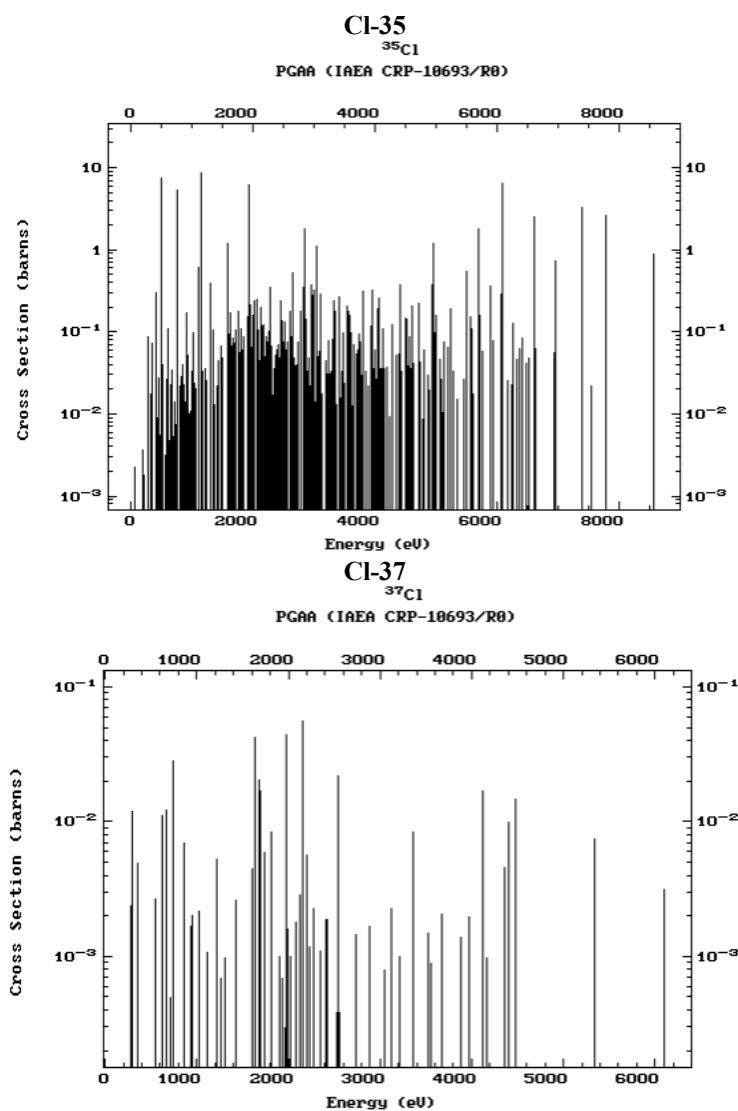 Cl-35
³⁵Cl
PGAA (IAEA CRP-10693/R0)
0 2000 4000 6000 8000
10 10
1 1
10⁻¹ 10⁻¹
10⁻² 10⁻²
10⁻³ 10⁻³
Cross Section (barns)
0 2000 4000 6000 8000
Energy (eV)
Cl-37
³⁷Cl
PGAA (IAEA CRP-10693/R0)
0 1000 2000 3000 4000 5000 6000
10⁻¹ 10⁻¹
10⁻² 10⁻²
10⁻³ 10⁻³
Cross Section (barns)
0 1000 2000 3000 4000 5000 6000
Energy (eV)